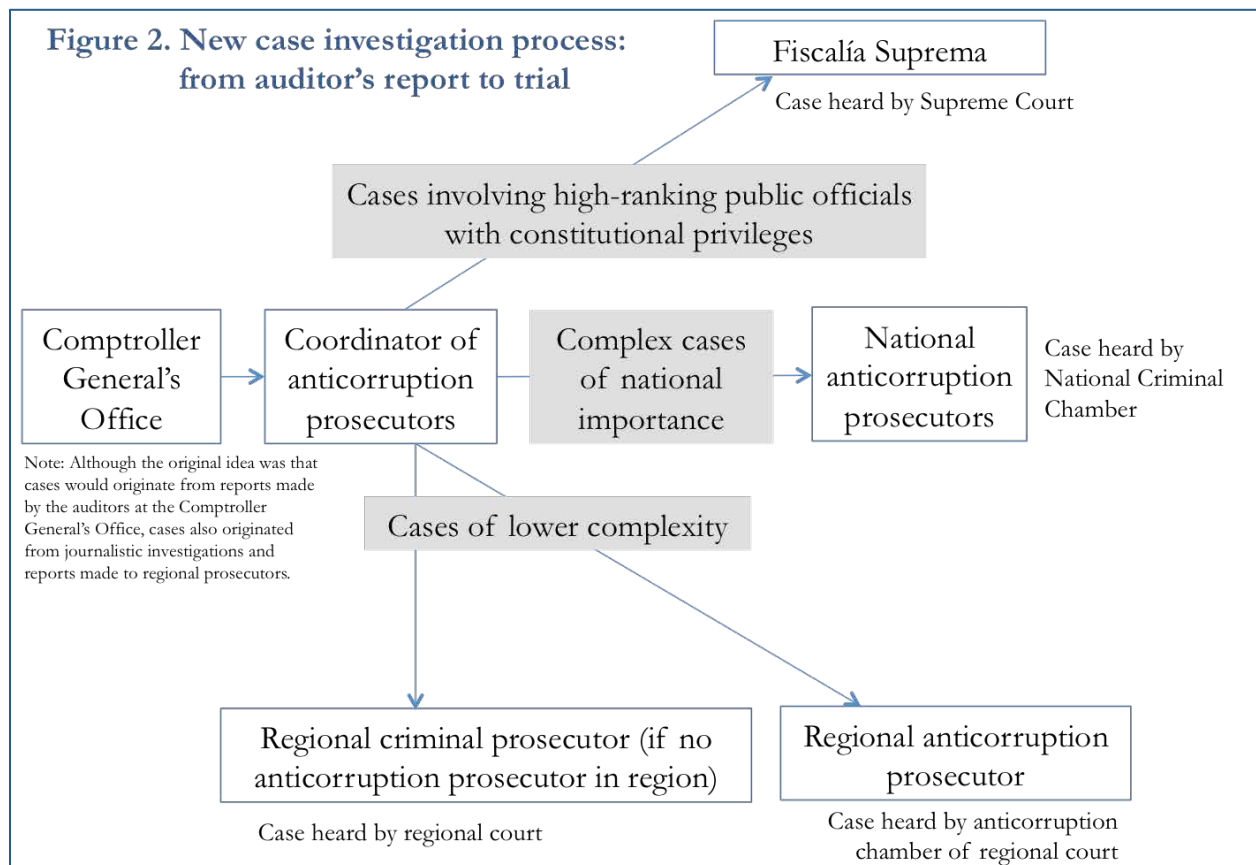 Figure 2. New case investigation process:
from auditor's report to trial
Fiscalía Suprema
Case heard by Supreme Court
Cases involving high-ranking public officials
with constitutional privileges
Comptroller
General's
Office
Coordinator of
anticorruption
prosecutors
Complex cases
of national
importance
National
anticorruption
prosecutors
Case heard by
National Criminal
Chamber
Note: Although the original idea was that
cases would originate from reports made
by the auditors at the Comptroller
General's Office, cases also originated
from journalistic investigations and
reports made to regional prosecutors.
Cases of lower complexity
Regional criminal prosecutor (if no
anticorruption prosecutor in region)
Case heard by regional court
Regional anticorruption
prosecutor
Case heard by anticorruption
chamber of regional court